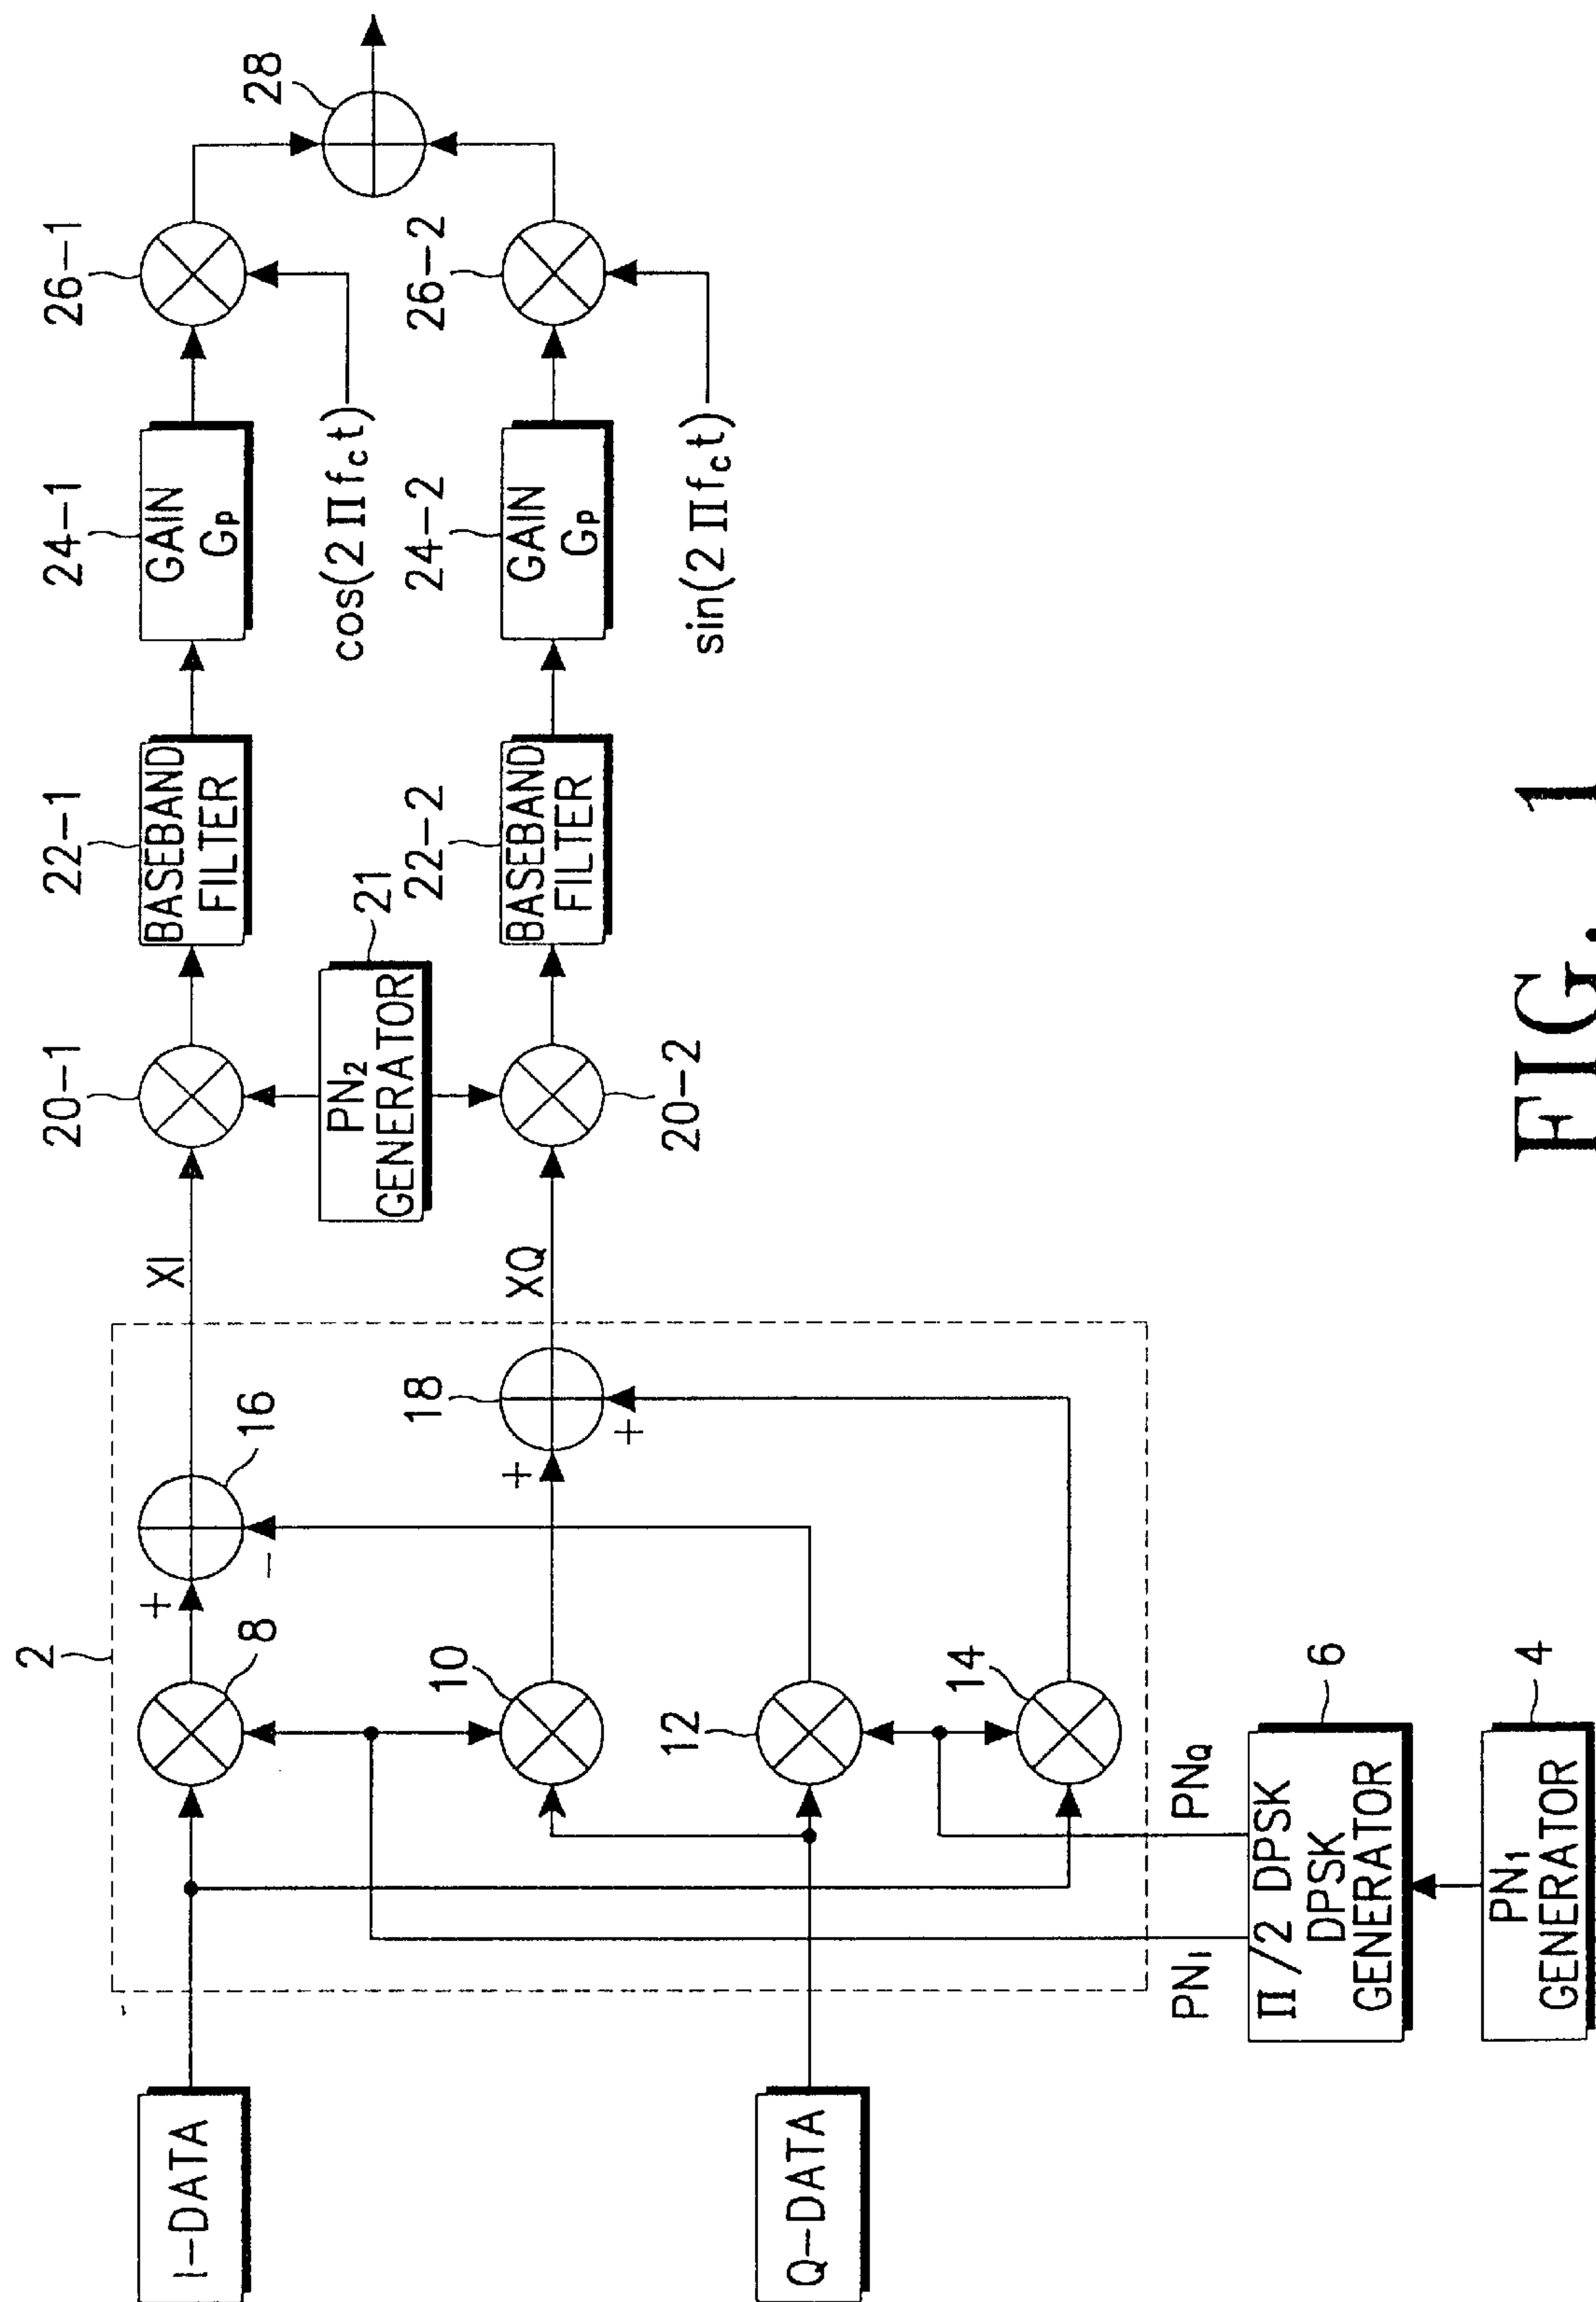 I-DATA
Q-DATA
2
8
10
12
14
16
18
+
-
+
+
XI
XQ
PN₁ GENERATOR
4
Π/2 DPSK
DPSK
GENERATOR
6
PNI
PNQ
20-1
20-2
PN₂
GENERATOR
21
22-1
BASEBAND
FILTER
22-2
BASEBAND
FILTER
24-1
GAIN
Gp
24-2
GAIN
Gp
26-1
26-2
cos(2Πfct)
sin(2Πfct)
28
FIG. 1